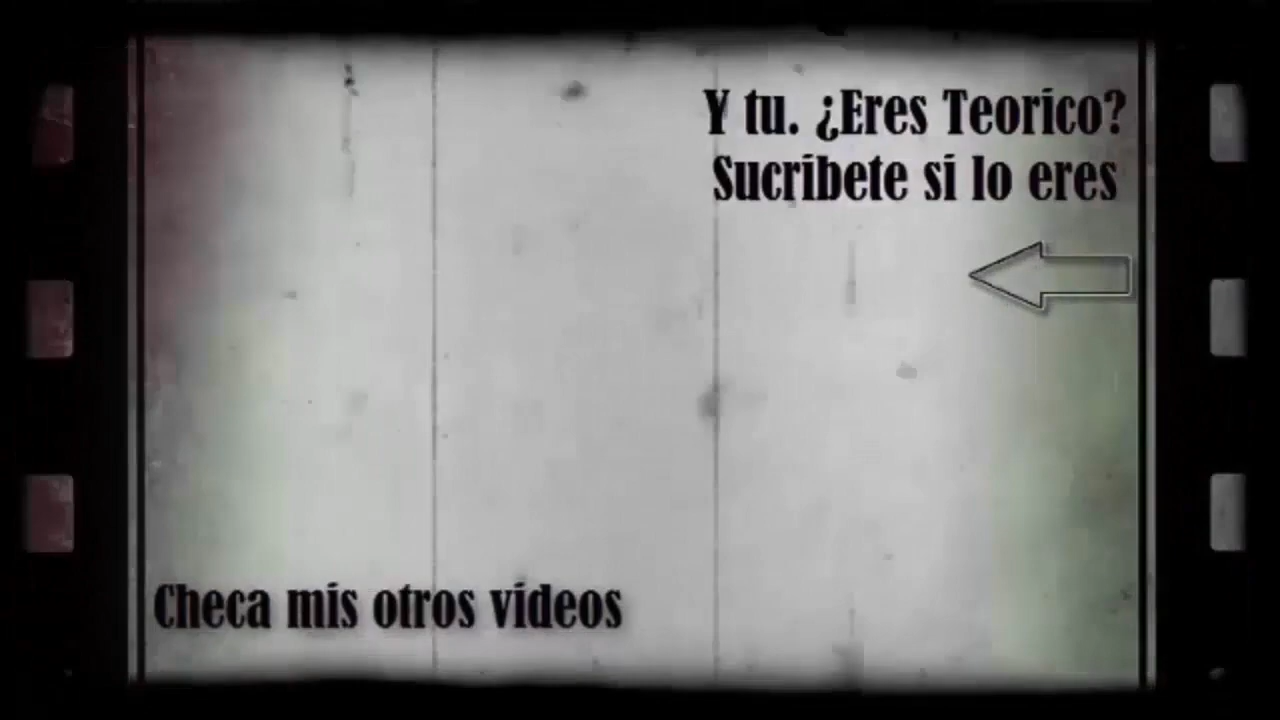 Y tu. ¿Eres Teorico?
Sucribete si lo eres
Checa mis otros videos